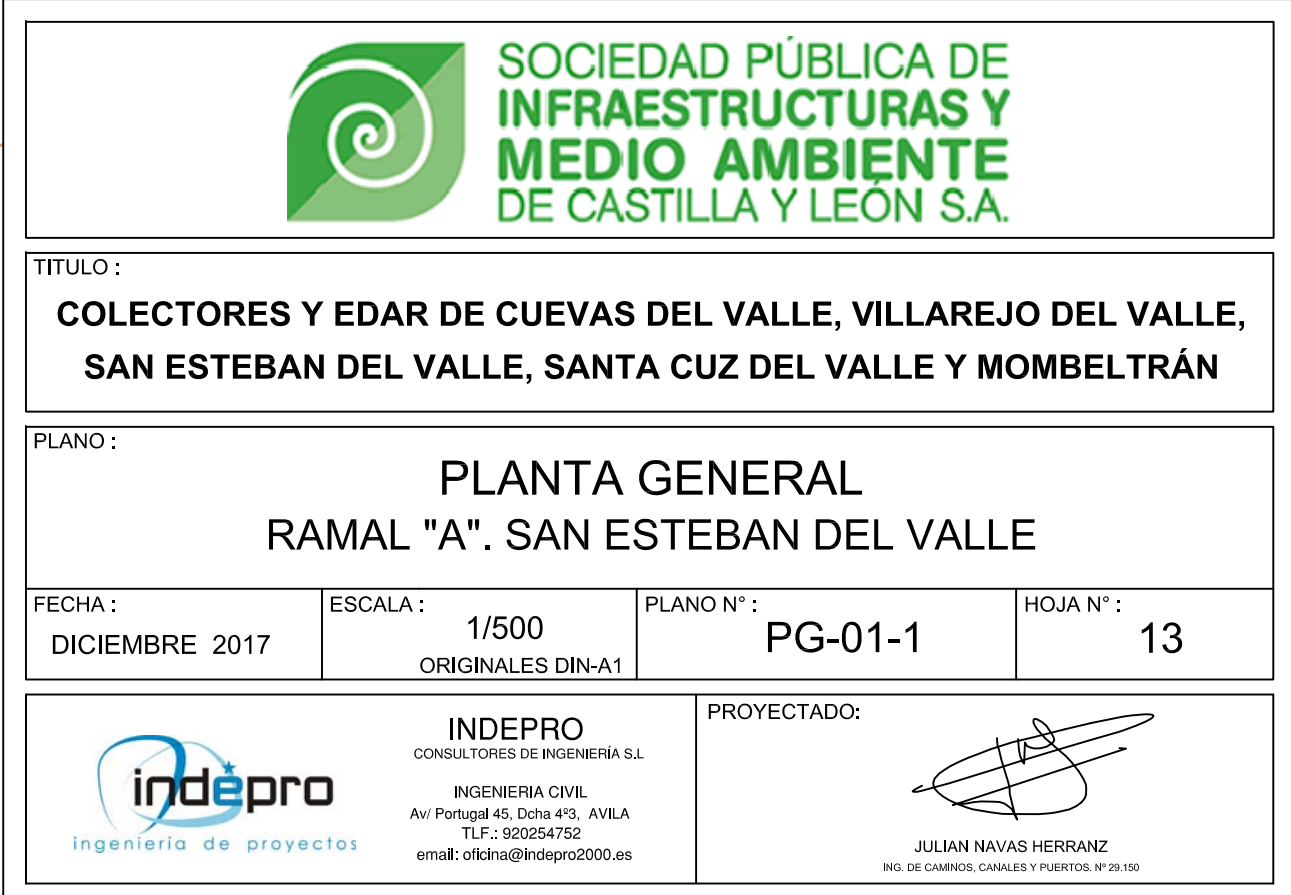 SOCIEDAD PÚBLICA DE
INFRAESTRUCTURAS Y
MEDIO AMBIENTE
DE CASTILLA Y LEÓN S.A.
TITULO :
COLECTORES Y EDAR DE CUEVAS DEL VALLE, VILLAREJO DEL VALLE,
SAN ESTEBAN DEL VALLE, SANTA CUZ DEL VALLE Y MOMBELTRÁN
PLANO :
PLANTA GENERAL
RAMAL "A". SAN ESTEBAN DEL VALLE
FECHA :
DICIEMBRE 2017
ESCALA :
1/500
ORIGINALES DIN-A1
PLANO N° :
PG-01-1
HOJA N° :
13
indepro
ingeniería de proyectos
INDEPRO
CONSULTORES DE INGENIERÍA S.L
INGENIERIA CIVIL
Av/ Portugal 45, Dcha 4º3, AVILA
TLF.: 920254752
email: oficina@indepro2000.es
PROYECTADO:
JULIAN NAVAS HERRANZ
ING. DE CAMINOS, CANALES Y PUERTOS. Nº 29.150